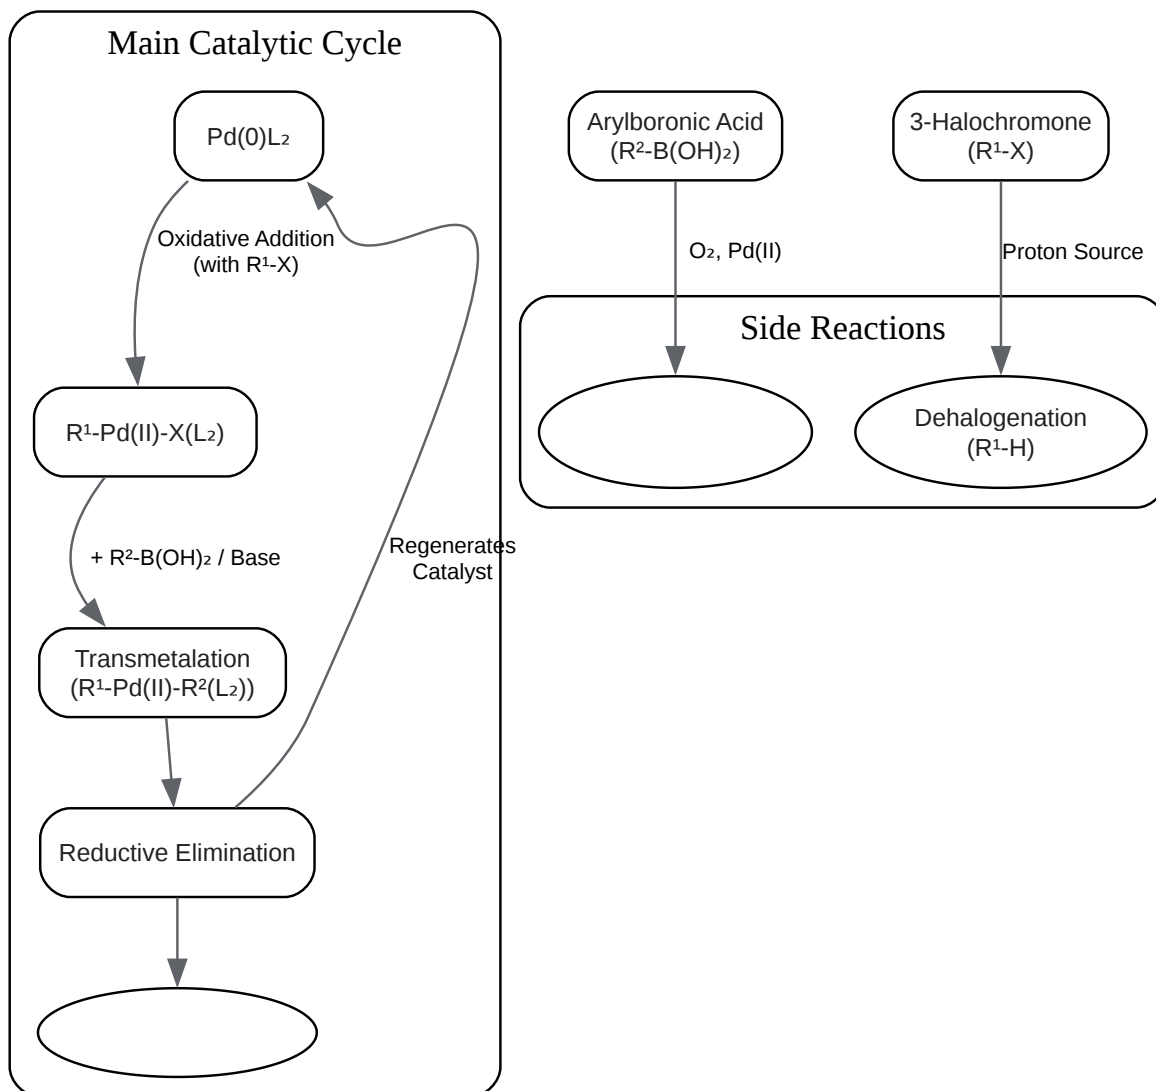 Main Catalytic Cycle
Pd(0)L₂
Oxidative Addition
(with R¹-X)
R¹-Pd(II)-X(L₂)
+ R²-B(OH)₂ / Base
Regenerates
Catalyst
Transmetalation
(R¹-Pd(II)-R²(L₂))
Reductive Elimination
Arylboronic Acid
(R²-B(OH)₂)
O₂, Pd(II)
3-Halochromone
(R¹-X)
Proton Source
Side Reactions
Dehalogenation
(R¹-H)